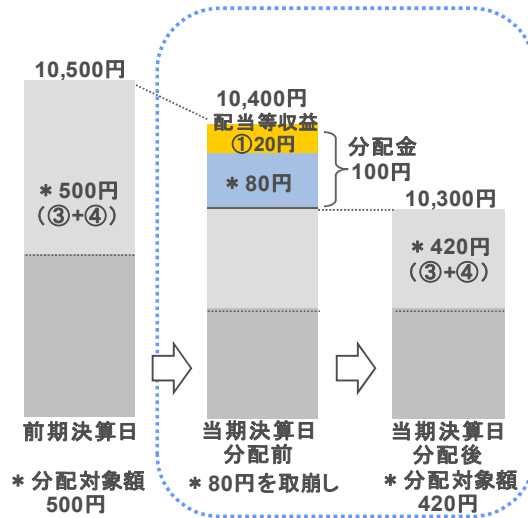 10,500円
10,400円
配当等収益
①20円
分配金
100円
＊80円
＊500円
（③+④）
10,300円
＊420円
（③+④）
前期決算日
＊分配対象額
500円
当期決算日
分配前
＊80円を取崩し
当期決算日
分配後
＊分配対象額
420円